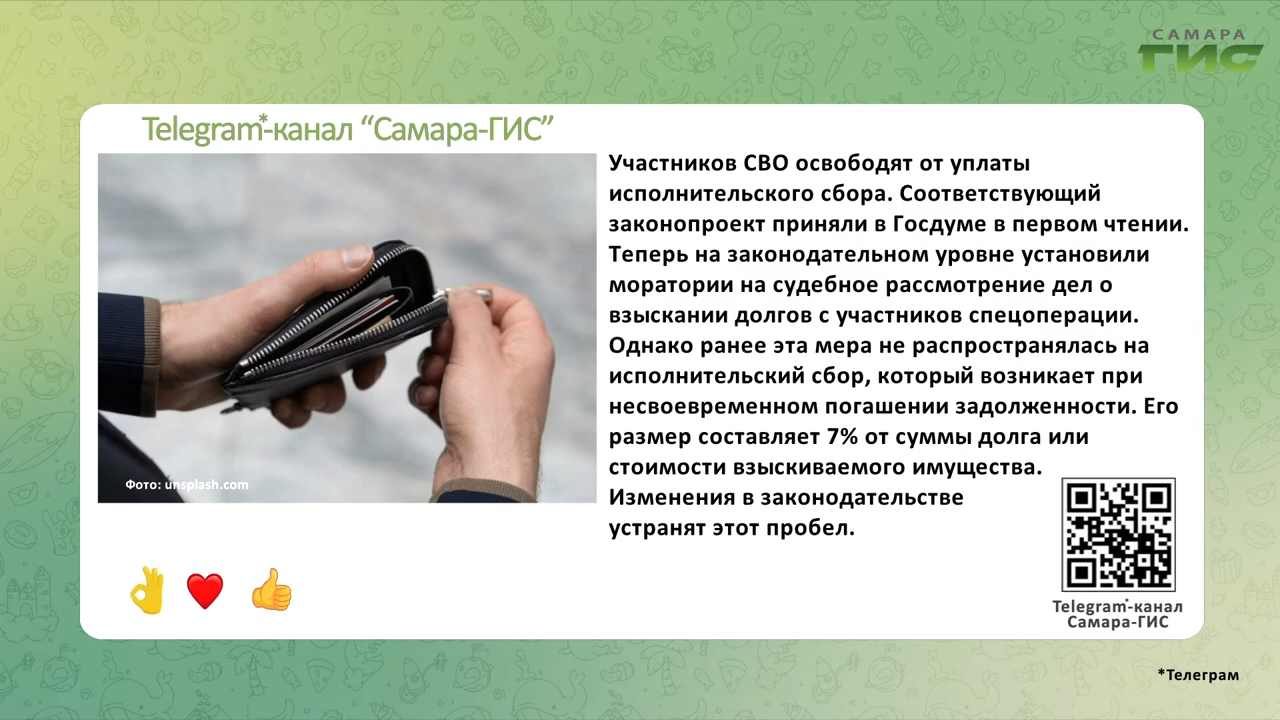 САМАРА
ГИС
Telegram*-канал “Самара-ГИС”
Участников СВО освободят от уплаты
исполнительского сбора. Соответствующий
законопроект приняли в Госдуме в первом чтении.
Теперь на законодательном уровне установили
моратории на судебное рассмотрение дел о
взыскании долгов с участников спецоперации.
Однако ранее эта мера не распространялась на
исполнительский сбор, который возникает при
несвоевременном погашении задолженности. Его
размер составляет 7% от суммы долга или
стоимости взыскиваемого имущества.
Изменения в законодательстве
устранят этот пробел.
Фото: unsplash.com
Telegram*-канал
Самара-ГИС
*Телеграм